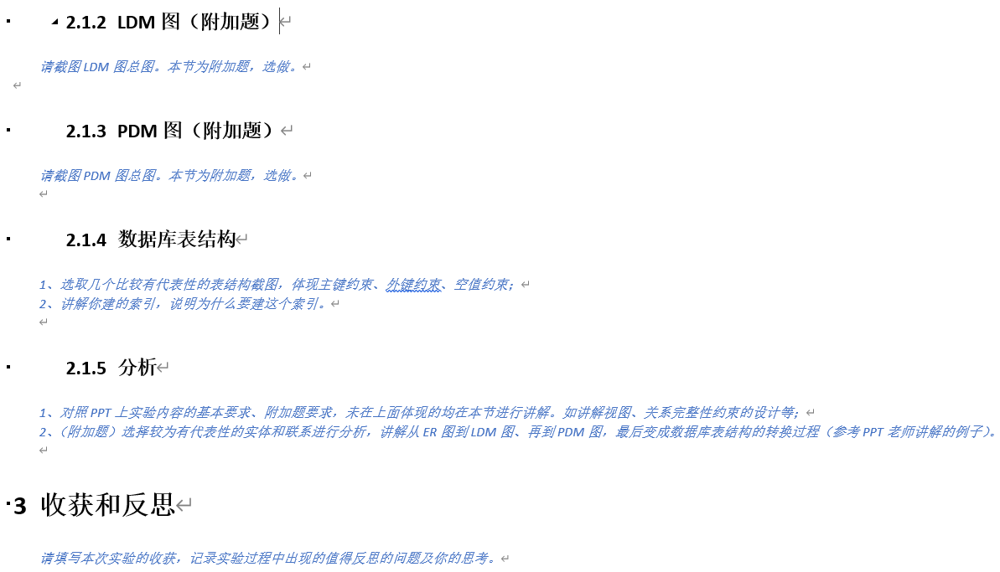 2.1.2 LDM 图（附加题）
请截图 LDM 图总图。本节为附加题，选做。
2.1.3 PDM 图（附加题）
请截图 PDM 图总图。本节为附加题，选做。
2.1.4 数据库表结构
1、选取几个比较有代表性的表结构截图，体现主键约束、外键约束、空值约束；
2、讲解你建的索引，说明为什么要建这个索引。
2.1.5 分析
1、对照 PPT 上实验内容的基本要求、附加题要求，未在上面体现的均在本节进行讲解。如讲解视图、关系完整性约束的设计等；
2、（附加题）选择较为有代表性的实体和联系进行分析，讲解从 ER 图到 LDM 图、再到 PDM 图，最后变成数据库表结构的转换过程（参考 PPT 老师讲解的例子）。
3 收获和反思
请填写本次实验的收获，记录实验过程中出现的值得反思的问题及你的思考。